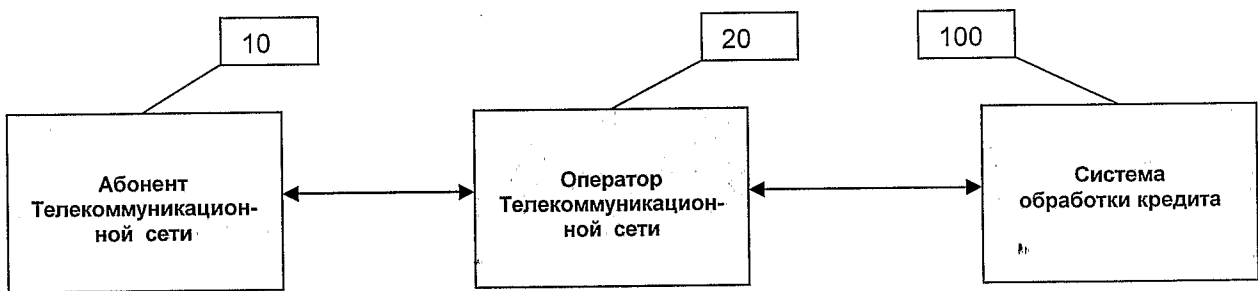 10
20
100
Абонент
Телекоммуникацион-
ной сети
Оператор
Телекоммуникацион-
ной сети
Система
обработки кредита